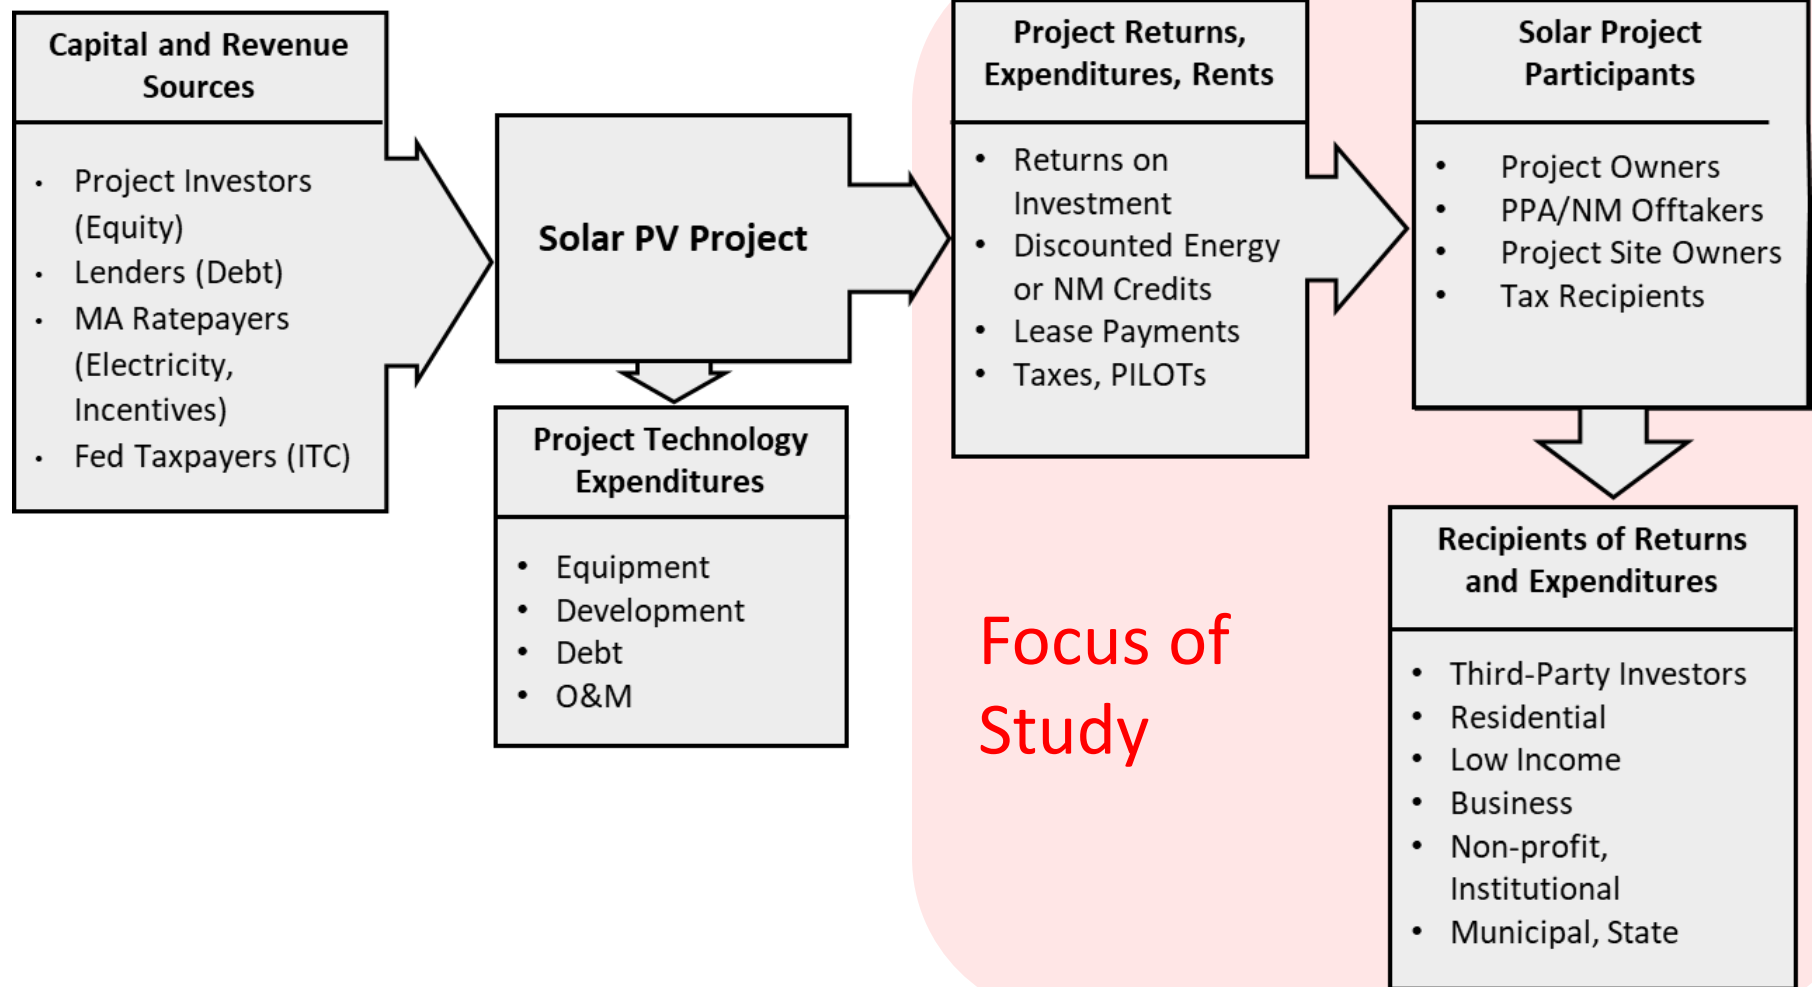 Capital and Revenue
Sources
• Project Investors
(Equity)
• Lenders (Debt)
• MA Ratepayers
(Electricity,
Incentives)
• Fed Taxpayers (ITC)
Solar PV Project
Project Technology
Expenditures
• Equipment
• Development
• Debt
• O&M
Project Returns,
Expenditures, Rents
• Returns on
Investment
• Discounted Energy
or NM Credits
• Lease Payments
• Taxes, PILOTs
Solar Project
Participants
• Project Owners
• PPA/NM Offtakers
• Project Site Owners
• Tax Recipients
Recipients of Returns
and Expenditures
• Third-Party Investors
• Residential
• Low Income
• Business
• Non-profit,
Institutional
• Municipal, State
Focus of
Study